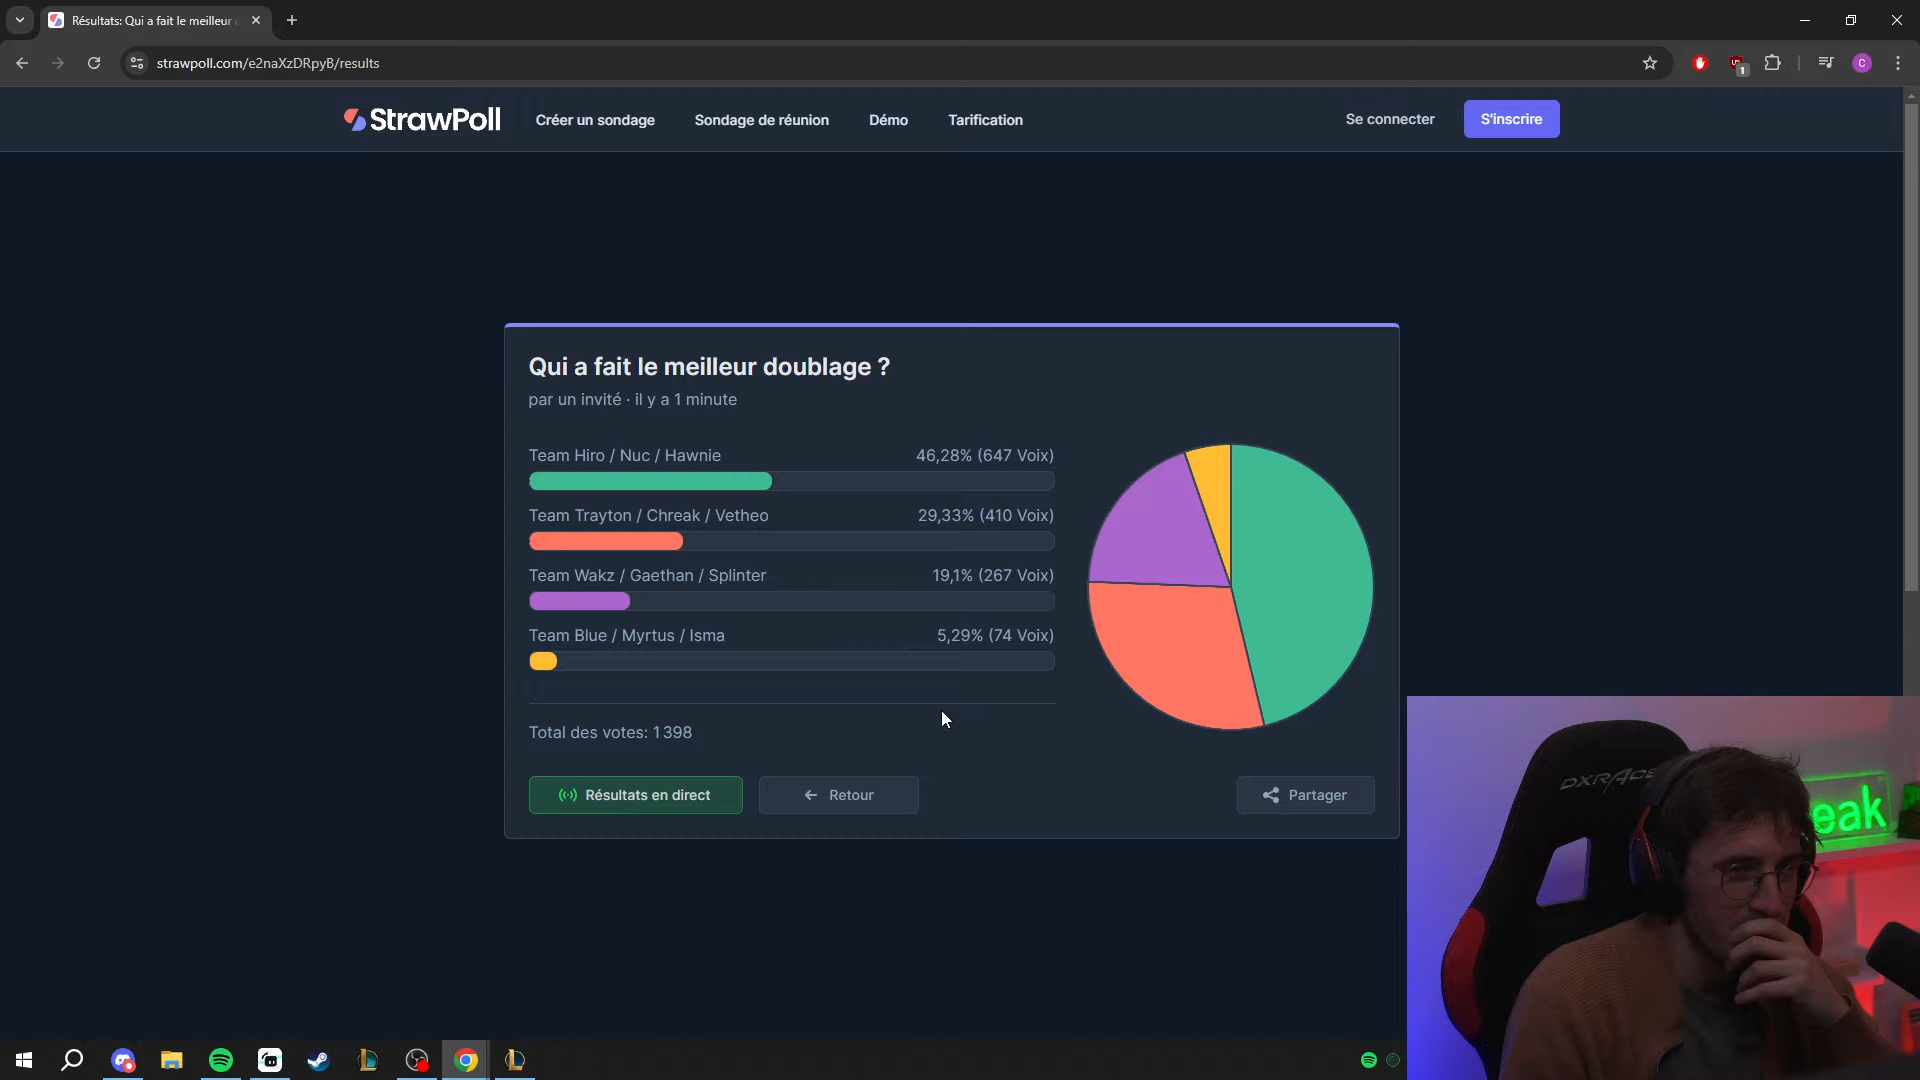 Résultats: Qui a fait le meilleur
strawpoll.com/e2naXzDRpyB/results
1
C
StrawPoll
Créer un sondage
Sondage de réunion
Démo
Tarification
Se connecter
S'inscrire
Qui a fait le meilleur doublage ?
par un invité · il y a 1 minute
Team Hiro / Nuc / Hawnie 46,28% (647 Voix)
Team Trayton / Chreak / Vetheo 29,33% (410 Voix)
Team Wakz / Gaethan / Splinter 19,1% (267 Voix)
Team Blue / Myrtus / Isma 5,29% (74 Voix)
Total des votes: 1 398
Résultats en direct
Retour
Partager
DXRACE
eak